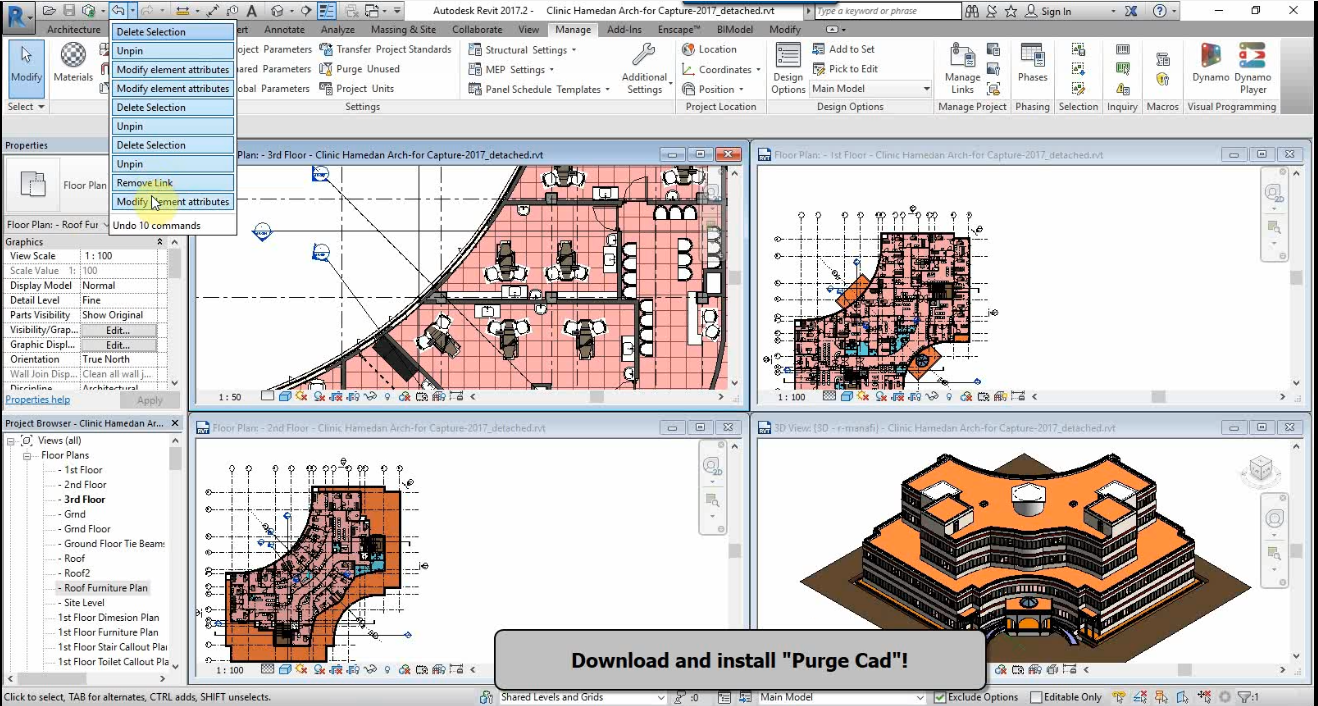 Autodesk Revit 2017.2 - Clinic Hamedan Arch-for Capture-2017_detached.rvt
Type a keyword or phrase
Sign In
Architecture
Annotate
Analyze
Massing & Site
Collaborate
View
Manage
Add-Ins
Enscape™
BiModel
Modify
Delete Selection
Unpin
Modify element attributes
Modify element attributes
Delete Selection
Unpin
Delete Selection
Unpin
Remove Link
Modify element attributes
Undo 10 commands
Modify
Materials
Select
Transfer Project Standards
Purge Unused
Project Units
Parameters
Parameters
Parameters
Settings
Structural Settings
MEP Settings
Panel Schedule Templates
Additional
Settings
Location
Coordinates
Position
Project Location
Design
Options
Add to Set
Pick to Edit
Main Model
Design Options
Manage
Links
Manage Project
Phases
Phasing
Selection
Inquiry
Macros
Dynamo
Dynamo
Player
Visual Programming
Properties
Floor Plan
Floor Plan: - Roof Fur
Graphics
View Scale 1 : 100
Scale Value 1: 100
Display Model Normal
Detail Level Fine
Parts Visibility Show Original
Visibility/Grap... Edit...
Graphic Displ... Edit...
Orientation True North
Wall Join Disp... Clean all wall j...
Discipline Architectural
Properties help
Apply
Project Browser - Clinic Hamedan Ar...
Views (all)
Floor Plans
- 1st Floor
- 2nd Floor
- 3rd Floor
- Grnd
- Grnd Floor
- Ground Floor Tie Beams
- Roof
- Roof2
- Roof Furniture Plan
- Site Level
1st Floor Dimesion Plan
1st Floor Furniture Plan
1st Floor Stair Callout Plan
1st Floor Toilet Callout Pla
Plan: - 3rd Floor - Clinic Hamedan Arch-for Capture-2017_detached.rvt
1 : 50
Floor Plan: - 1st Floor - Clinic Hamedan Arch-for Capture-2017_detached.rvt
1 : 100
Floor Plan: - 2nd Floor - Clinic Hamedan Arch-for Capture-2017_detached.rvt
1 : 100
3D View: {3D - r-manafi} - Clinic Hamedan Arch-for Capture-2017_detached.rvt
Download and install "Purge Cad"!
Click to select, TAB for alternates, CTRL adds, SHIFT unselects.
Shared Levels and Grids
:0
Main Model
Exclude Options
Editable Only
:1